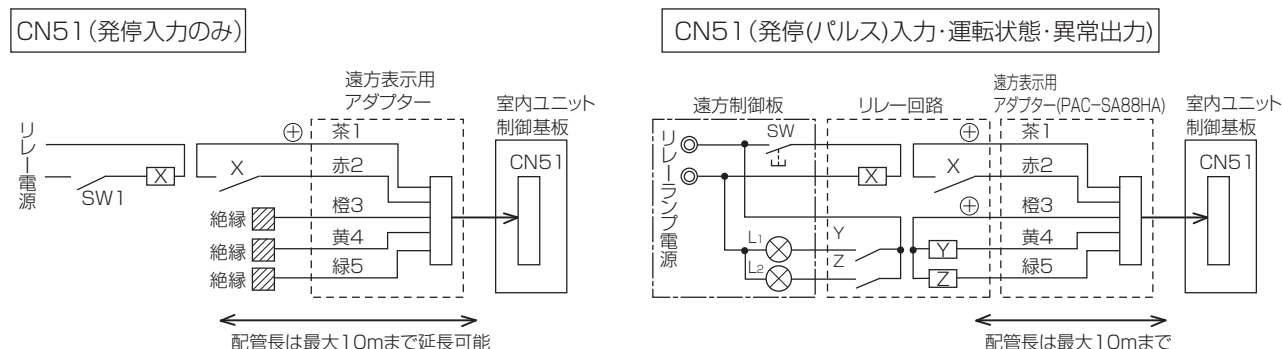 CN51(発停入力のみ)
リレー電源
SW1
X
X
⊕
遠方表示用
アダプター
茶1
赤2
橙3
黄4
緑5
絶縁
絶縁
絶縁
室内ユニット
制御基板
CN51
配管長は最大10mまで延長可能
CN51(発停(パルス)入力・運転状態・異常出力)
遠方制御板
リレーランプ電源
SW
L1
L2
リレー回路
X
X
Y
Z
Y
Z
⊕
⊕
遠方表示用
アダプター(PAC-SA88HA)
茶1
赤2
橙3
黄4
緑5
室内ユニット
制御基板
CN51
配管長は最大10mまで